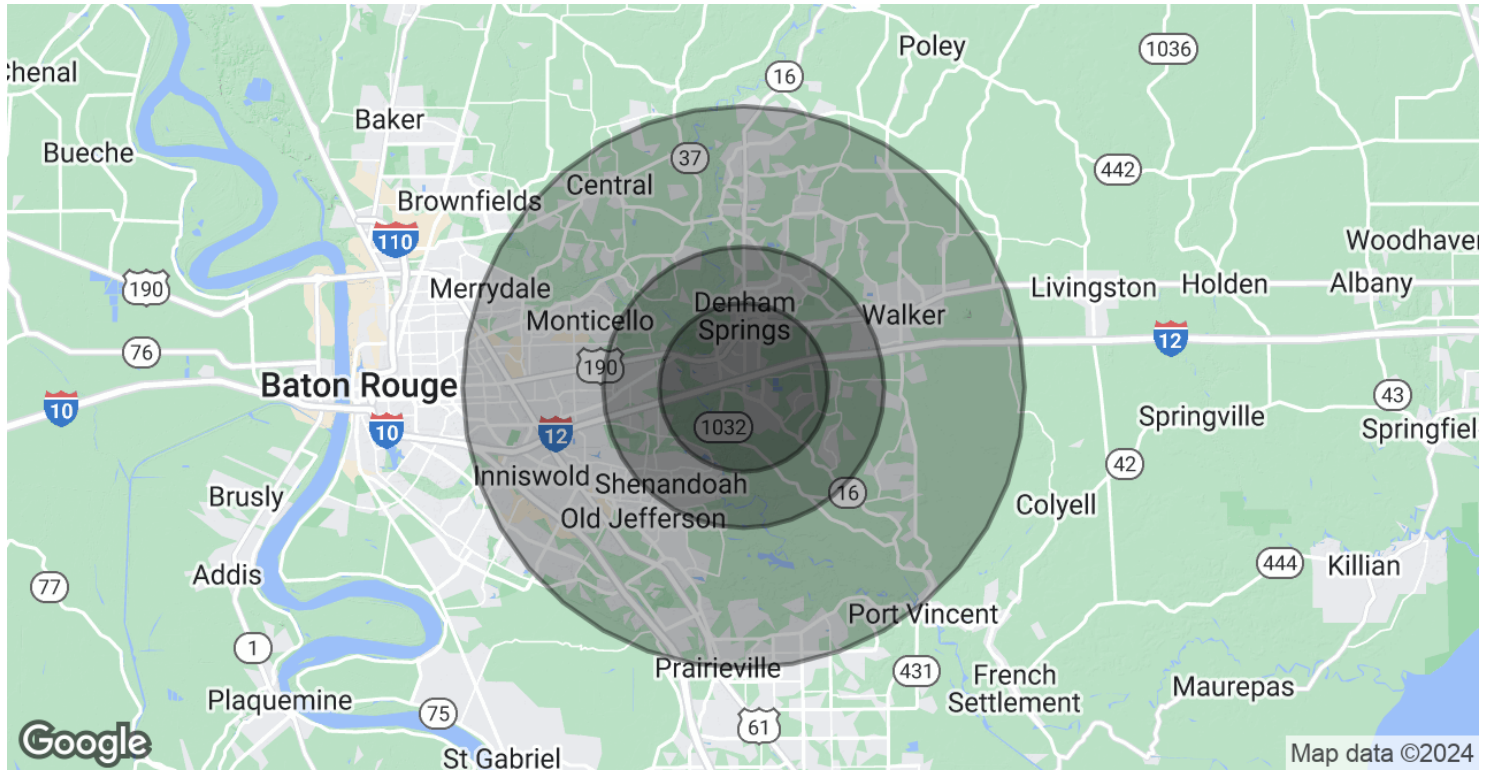 Poley
1036
16
Chenal
Baker
Bueche
37
442
Central
Brownfields
110
Woodhaven
190
Merrydale
Livingston
Holden
Albany
Denham
Springs
Walker
Monticello
12
76
190
Baton Rouge
10
43
Springville
Springfiel
10
12
1032
42
Inniswold
Shenandoah
16
Brusly
Colyell
Old Jefferson
444
Killian
Addis
77
Port Vincent
1
Prairieville
431
French
Settlement
Maurepas
Plaquemine
75
61
Google
St Gabriel
Map data ©2024